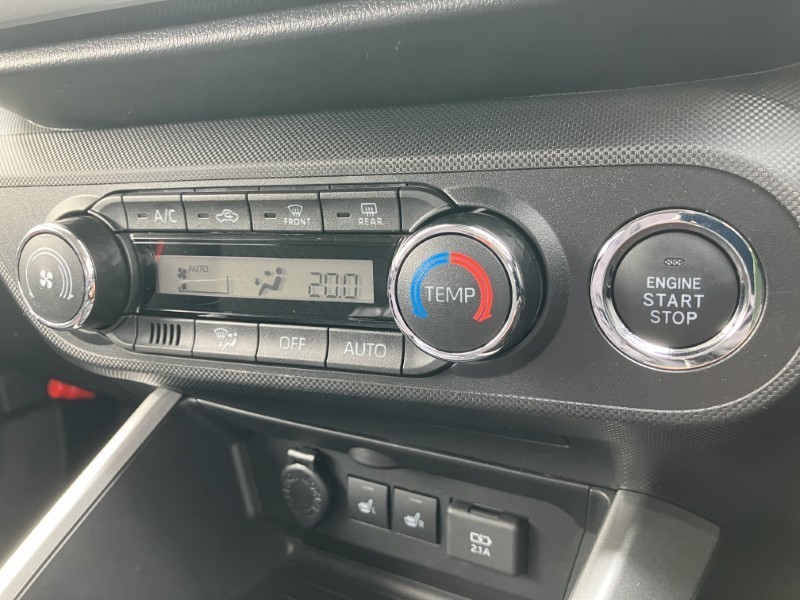 A/C
FRONT
REAR
AUTO
20.0
TEMP
OFF
AUTO
ENGINE
START
STOP
L
R
2.1A